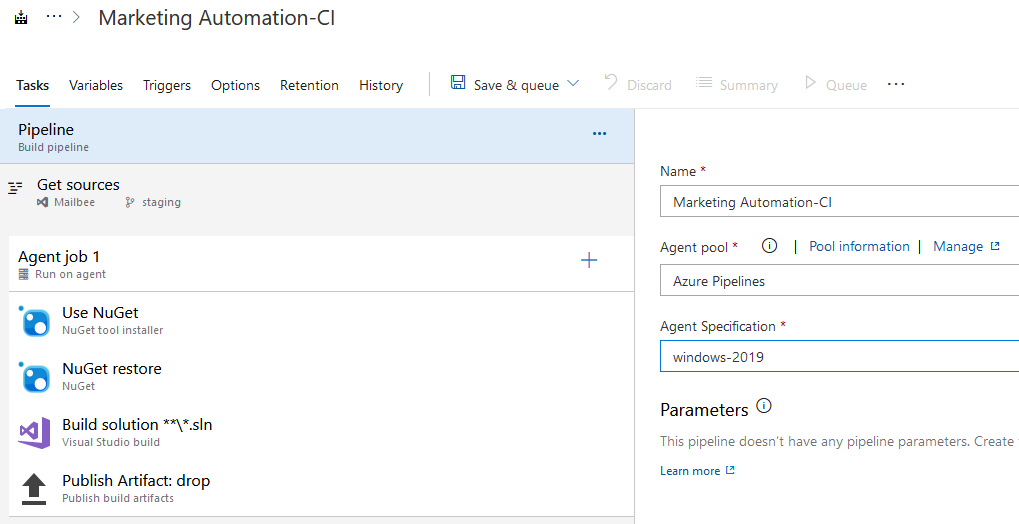 ··· > Marketing Automation-CI
Tasks Variables Triggers Options Retention History Save & queue Discard Summary Queue ···
Pipeline
Build pipeline
Get sources
Mailbee staging
Agent job 1
Run on agent
Use NuGet
NuGet tool installer
NuGet restore
NuGet
Build solution **\*.sln
Visual Studio build
Publish Artifact: drop
Publish build artifacts
Name *
Marketing Automation-CI
Agent pool * | Pool information | Manage
Azure Pipelines
Agent Specification *
windows-2019
Parameters
This pipeline doesn't have any pipeline parameters. Create
Learn more